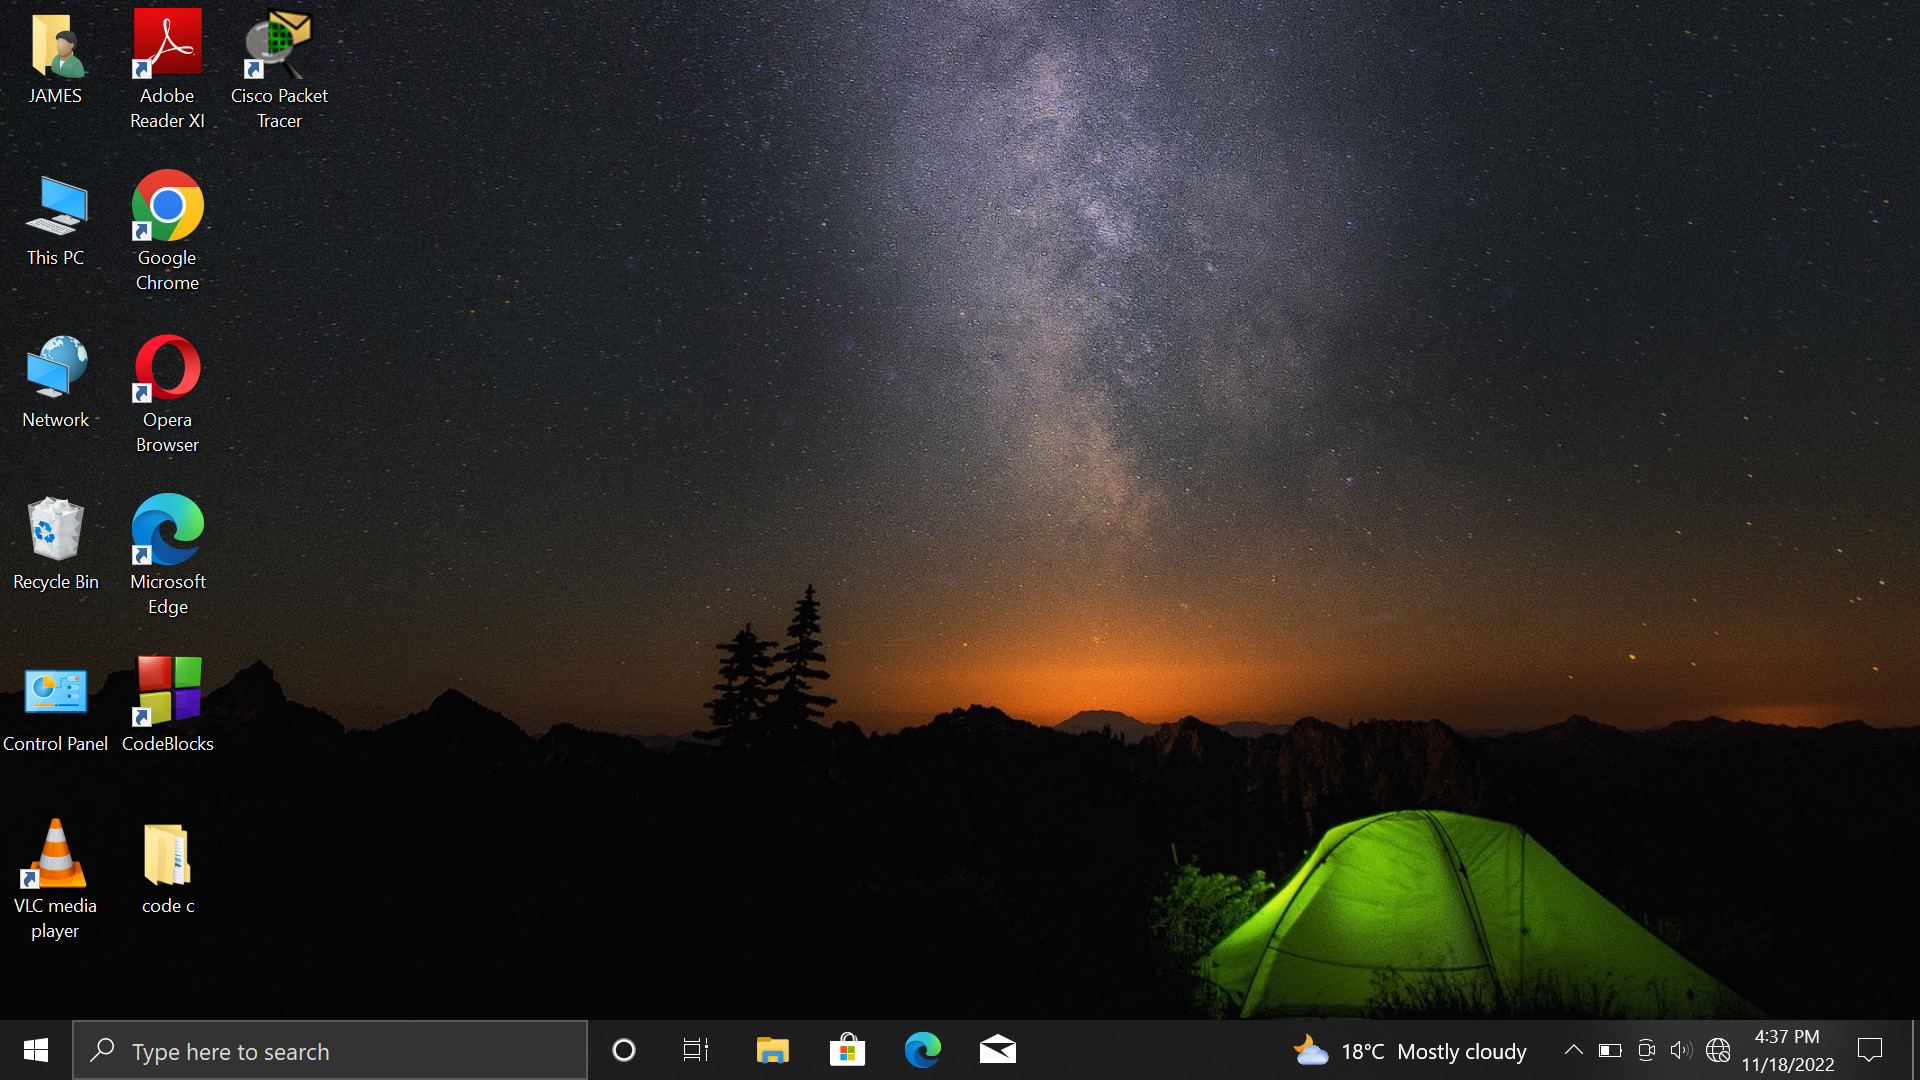 JAMES
Adobe
Reader XI
Cisco Packet
Tracer
This PC
Google
Chrome
Network
Opera
Browser
Recycle Bin
Microsoft
Edge
Control Panel
CodeBlocks
VLC media
player
code c
Type here to search
18°C Mostly cloudy
4:37 PM
11/18/2022